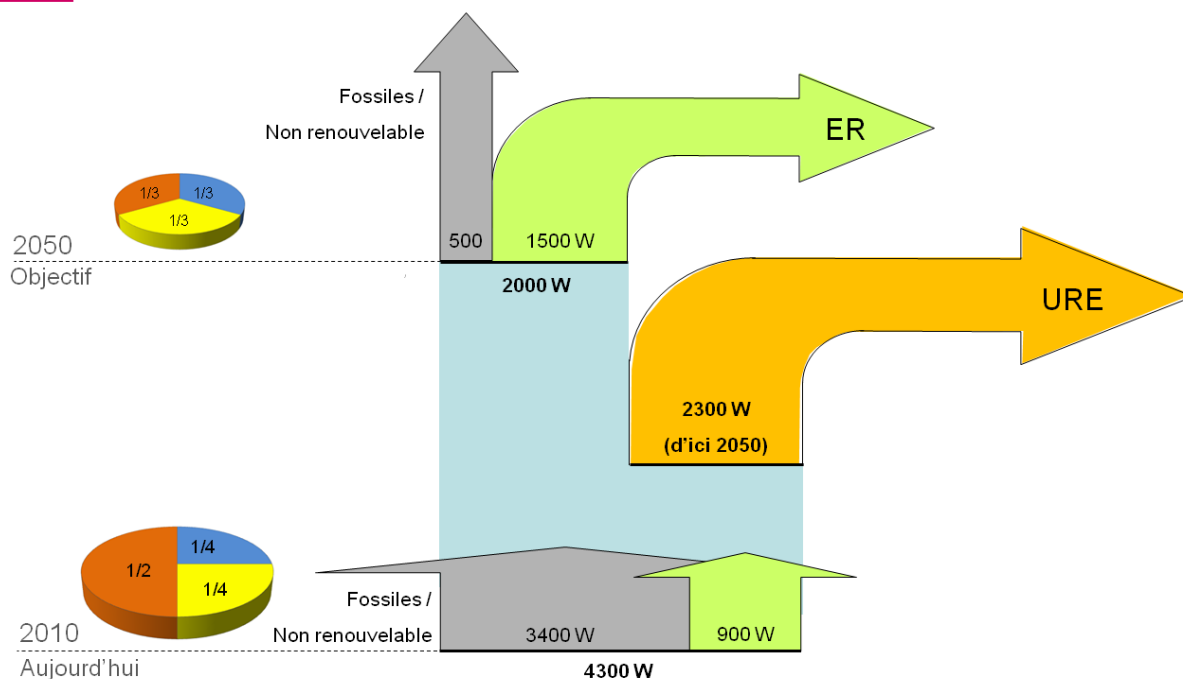 Fossiles /
Non renouvelable
ER
1/3
1/3
1/3
2050
Objectif
500
1500 W
2000 W
URE
2300 W
(d'ici 2050)
1/4
1/2
1/4
Fossiles /
Non renouvelable
2010
Aujourd'hui
3400 W
900 W
4300 W